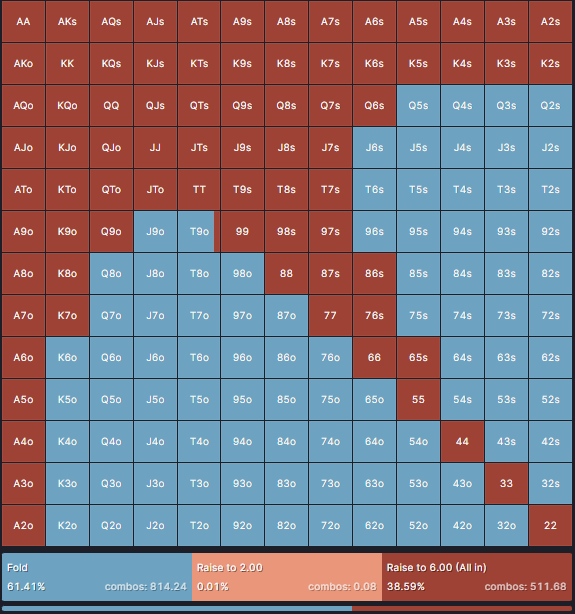 AA AKs AQs AJs ATs A9s A8s A7s A6s A5s A4s A3s A2s
AKo KK KQs KJs KTs K9s K8s K7s K6s K5s K4s K3s K2s
AQo KQo QQ QJs QTs Q9s Q8s Q7s Q6s Q5s Q4s Q3s Q2s
AJo KJo QJo JJ JTs J9s J8s J7s J6s J5s J4s J3s J2s
ATo KTo QTo JTo TT T9s T8s T7s T6s T5s T4s T3s T2s
A9o K9o Q9o J9o T9o 99 98s 97s 96s 95s 94s 93s 92s
A8o K8o Q8o J8o T8o 98o 88 87s 86s 85s 84s 83s 82s
A7o K7o Q7o J7o T7o 97o 87o 77 76s 75s 74s 73s 72s
A6o K6o Q6o J6o T6o 96o 86o 76o 66 65s 64s 63s 62s
A5o K5o Q5o J5o T5o 95o 85o 75o 65o 55 54s 53s 52s
A4o K4o Q4o J4o T4o 94o 84o 74o 64o 54o 44 43s 42s
A3o K3o Q3o J3o T3o 93o 83o 73o 63o 53o 43o 33 32s
A2o K2o Q2o J2o T2o 92o 82o 72o 62o 52o 42o 32o 22
Fold Raise to 2.00 Raise to 6.00 (All in)
61.41% combos: 814.24 0.01% combos: 0.08 38.59% combos: 511.68